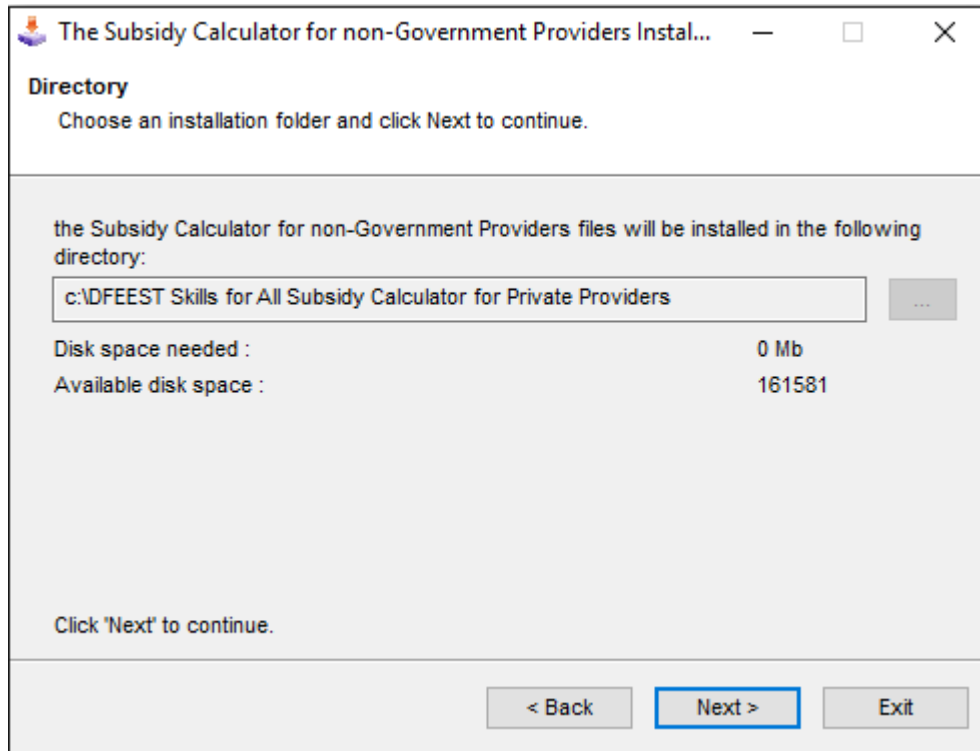 The Subsidy Calculator for non-Government Providers Instal...
Directory
Choose an installation folder and click Next to continue.
the Subsidy Calculator for non-Government Providers files will be installed in the following
directory:
c:\DFEEST Skills for All Subsidy Calculator for Private Providers
...
Disk space needed : 0 Mb
Available disk space : 161581
Click 'Next' to continue.
< Back Next > Exit